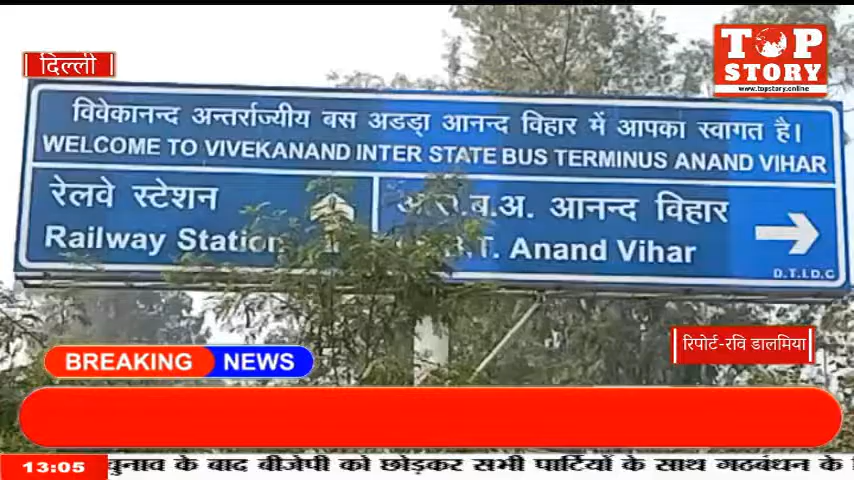 दिल्ली
TOP
STORY
www.topstory.online
विवेकानन्द अन्तर्राज्यीय बस अडडा आनन्द विहार में आपका स्वागत है।
WELCOME TO VIVEKANAND INTER STATE BUS TERMINUS ANAND VIHAR
रेलवे स्टेशन
Railway Station
आनन्द विहार
Anand Vihar
D.T.I.D.C
रिपोर्ट-रवि डालमिया
BREAKING NEWS
13:05 चुनाव के बाद बीजेपी को छोड़कर सभी पार्टियों के साथ गठबंधन के